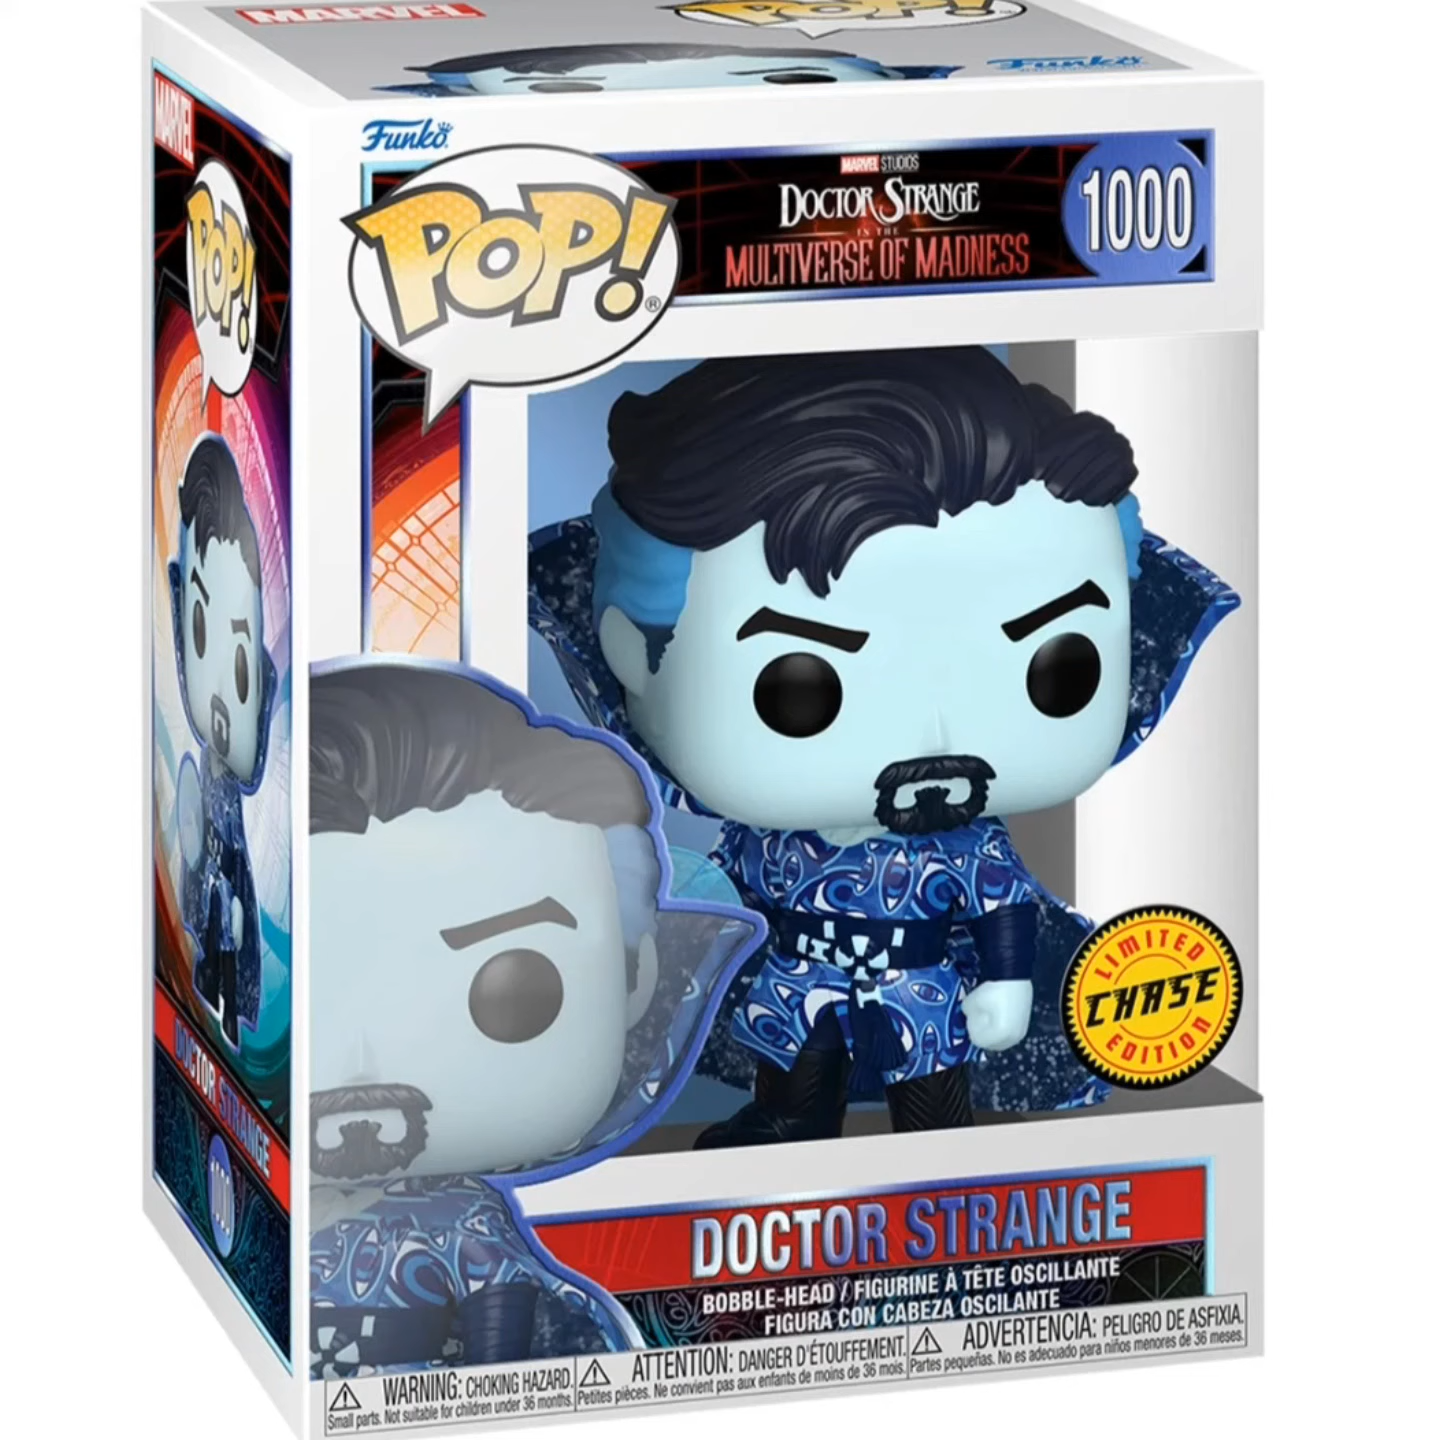 MARVEL
POP!
Funko
MARVEL
POP!
DOCTOR STRANGE
1000
Funko
POP!
®
MARVEL STUDIOS
DOCTOR STRANGE
IN THE
MULTIVERSE OF MADNESS
1000
LIMITED
CHASE
EDITION
DOCTOR STRANGE
BOBBLE-HEAD / FIGURINE À TÊTE OSCILLANTE
FIGURA CON CABEZA OSCILANTE
WARNING: CHOKING HAZARD.
Small parts. Not suitable for children under 36 months.
ATTENTION: DANGER D'ÉTOUFFEMENT.
Petites pièces. Ne convient pas aux enfants de moins de 36 mois.
ADVERTENCIA: PELIGRO DE ASFIXIA.
Partes pequeñas. No es adecuado para niños menores de 36 meses.